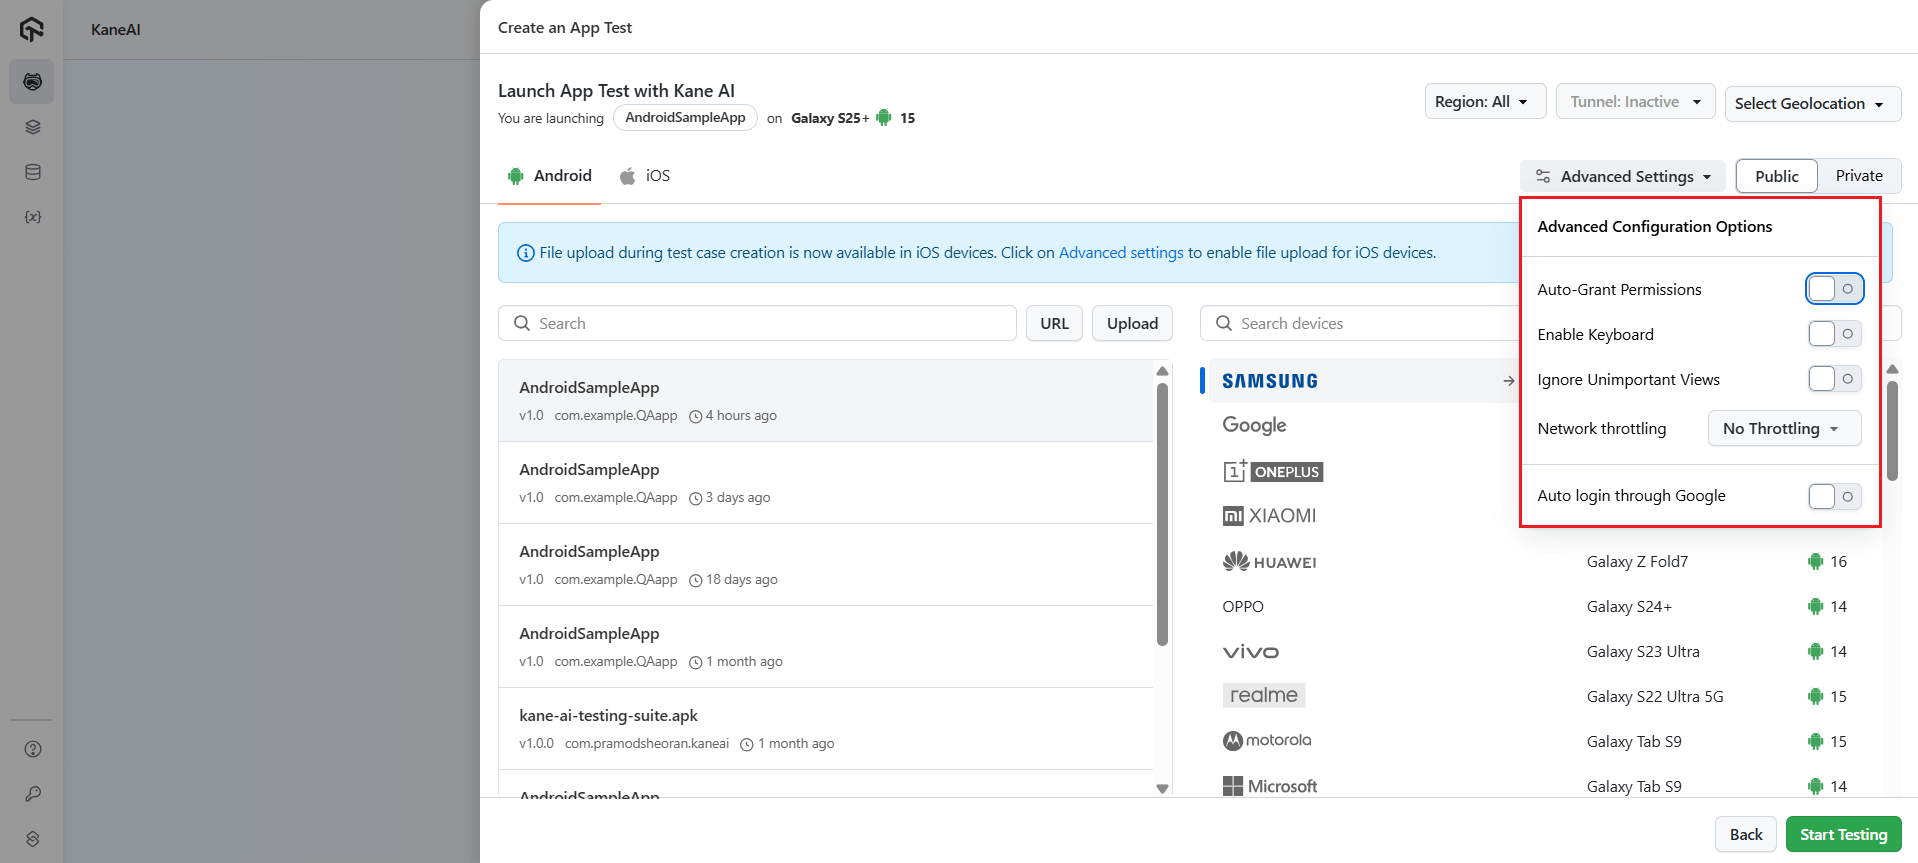 KaneAI
Create an App Test
Launch App Test with Kane AI
You are launching AndroidSampleApp on Galaxy S25+ 15
Region: All
Tunnel: Inactive
Select Geolocation
Android
iOS
Advanced Settings
Public
Private
File upload during test case creation is now available in iOS devices. Click on Advanced settings to enable file upload for iOS devices.
Search
URL
Upload
AndroidSampleApp
v1.0 com.example.QAapp 4 hours ago
AndroidSampleApp
v1.0 com.example.QAapp 3 days ago
AndroidSampleApp
v1.0 com.example.QAapp 18 days ago
AndroidSampleApp
v1.0 com.example.QAapp 1 month ago
kane-ai-testing-suite.apk
v1.0.0 com.pramodsheoran.kaneai 1 month ago
AndroidSampleApp
Search devices
SAMSUNG
Google
1+ ONEPLUS
mi XIAOMI
HUAWEI
OPPO
vivo
realme
motorola
Microsoft
Advanced Configuration Options
Auto-Grant Permissions
Enable Keyboard
Ignore Unimportant Views
Network throttling No Throttling
Auto login through Google
Galaxy Z Fold7 16
Galaxy S24+ 14
Galaxy S23 Ultra 14
Galaxy S22 Ultra 5G 15
Galaxy Tab S9 15
Galaxy Tab S9 14
Back
Start Testing
{x}